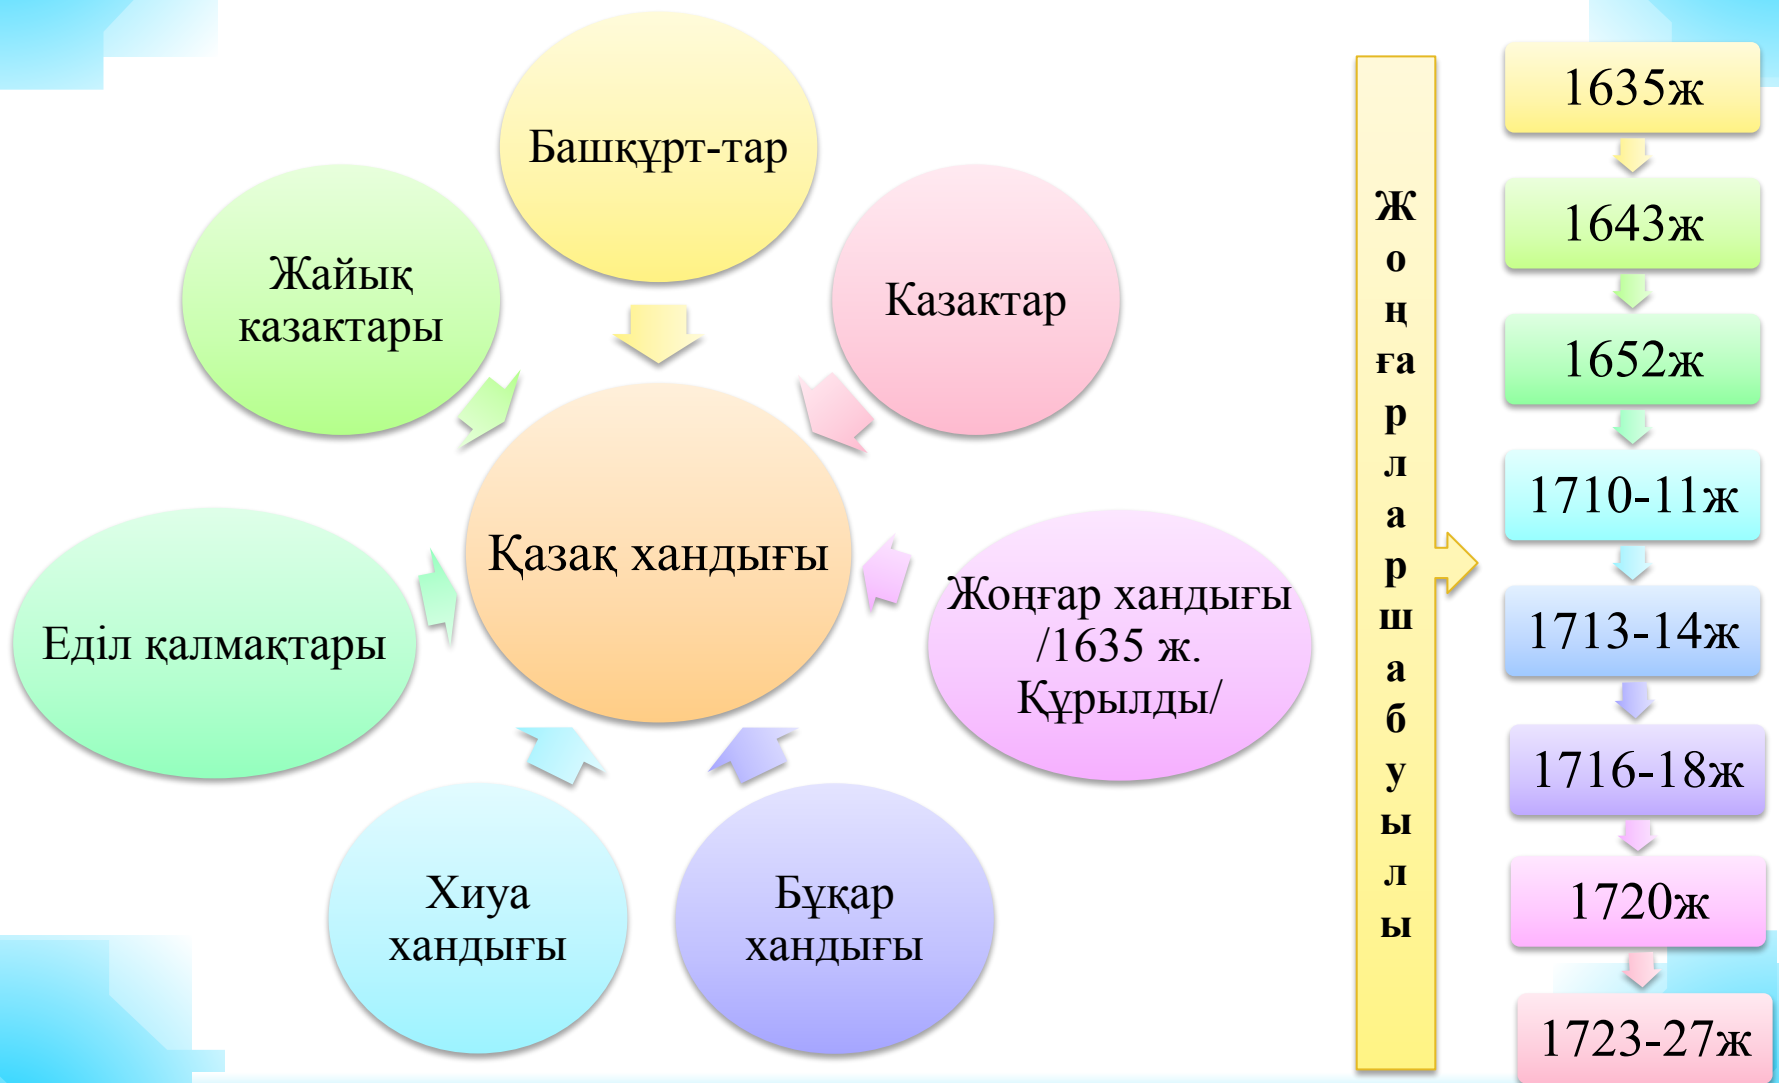 Башқұрт-тар
Жайық
казактары
Казактар
Қазақ хандығы
Еділ қалмақтары
Жоңғар хандығы
/1635 ж.
Құрылды/
Хиуа
хандығы
Бұқар
хандығы
Ж
о
ң
ға
р
л
а
р
ш
а
б
у
ы
л
ы
1635ж
1643ж
1652ж
1710-11ж
1713-14ж
1716-18ж
1720ж
1723-27ж